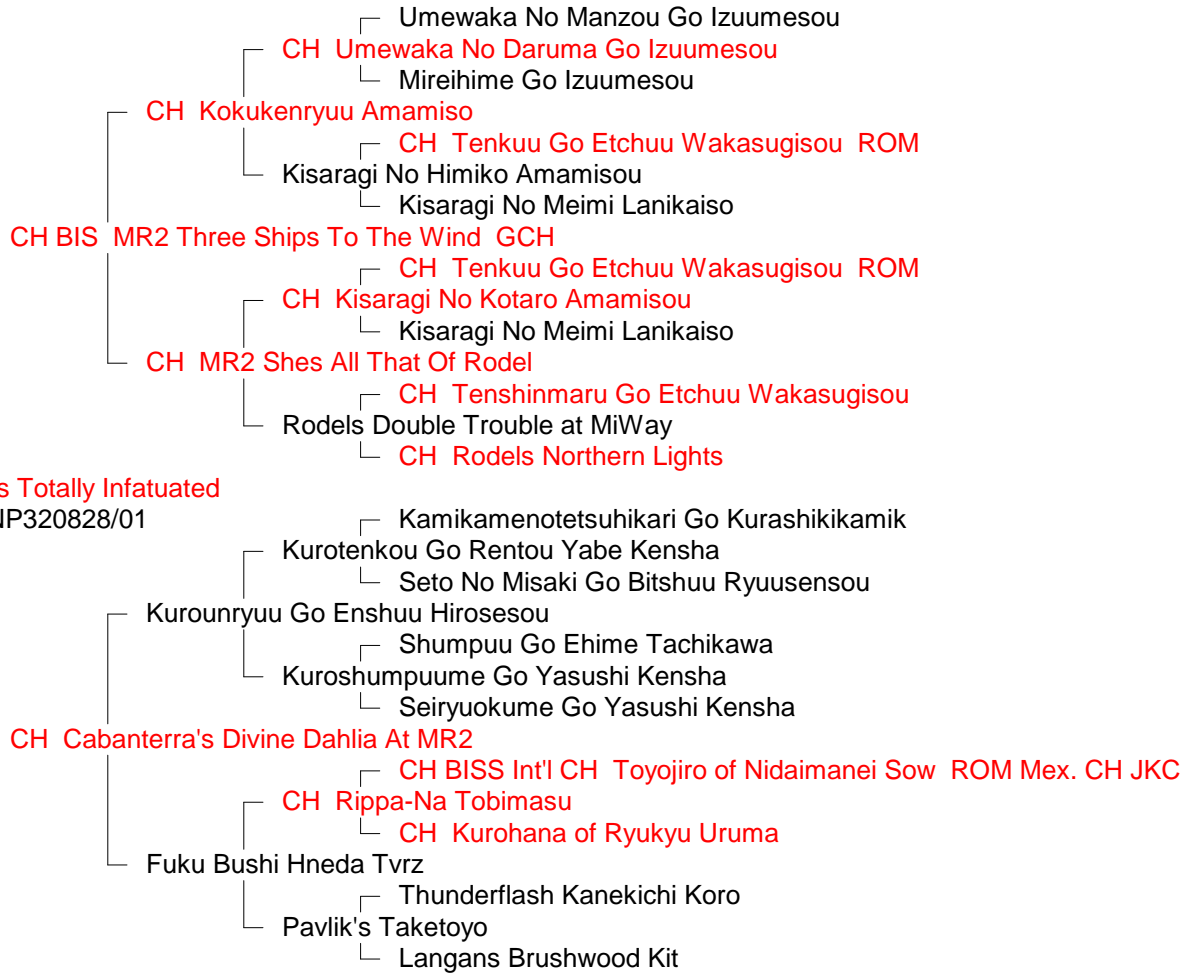 Umewaka No Manzou Go Izuumesou
CH Umewaka No Daruma Go Izuumesou
Mireihime Go Izuumesou
CH Kokukenryuu Amamiso
CH Tenkuu Go Etchuu Wakasugisou ROM
Kisaragi No Himiko Amamisou
Kisaragi No Meimi Lanikaiso
CH BIS MR2 Three Ships To The Wind GCH
CH Tenkuu Go Etchuu Wakasugisou ROM
CH Kisaragi No Kotaro Amamisou
Kisaragi No Meimi Lanikaiso
CH MR2 Shes All That Of Rodel
CH Tenshinmaru Go Etchuu Wakasugisou
Rodels Double Trouble at MiWay
CH Rodels Northern Lights
s Totally Infatuated
NP320828/01
Kamikamenotetsuhikari Go Kurashikikamik
Kurotenkou Go Rentou Yabe Kensha
Seto No Misaki Go Bitshuu Ryuusensou
Kurounryuu Go Enshuu Hirosesou
Shumpuu Go Ehime Tachikawa
Kuroshumpuume Go Yasushi Kensha
Seiryuokume Go Yasushi Kensha
CH Cabanterra's Divine Dahlia At MR2
CH BISS Int'l CH Toyojiro of Nidaimanei Sow ROM Mex. CH JKC
CH Rippa-Na Tobimasu
CH Kurohana of Ryukyu Uruma
Fuku Bushi Hneda Tvrz
Thunderflash Kanekichi Koro
Pavlik's Taketoyo
Langans Brushwood Kit